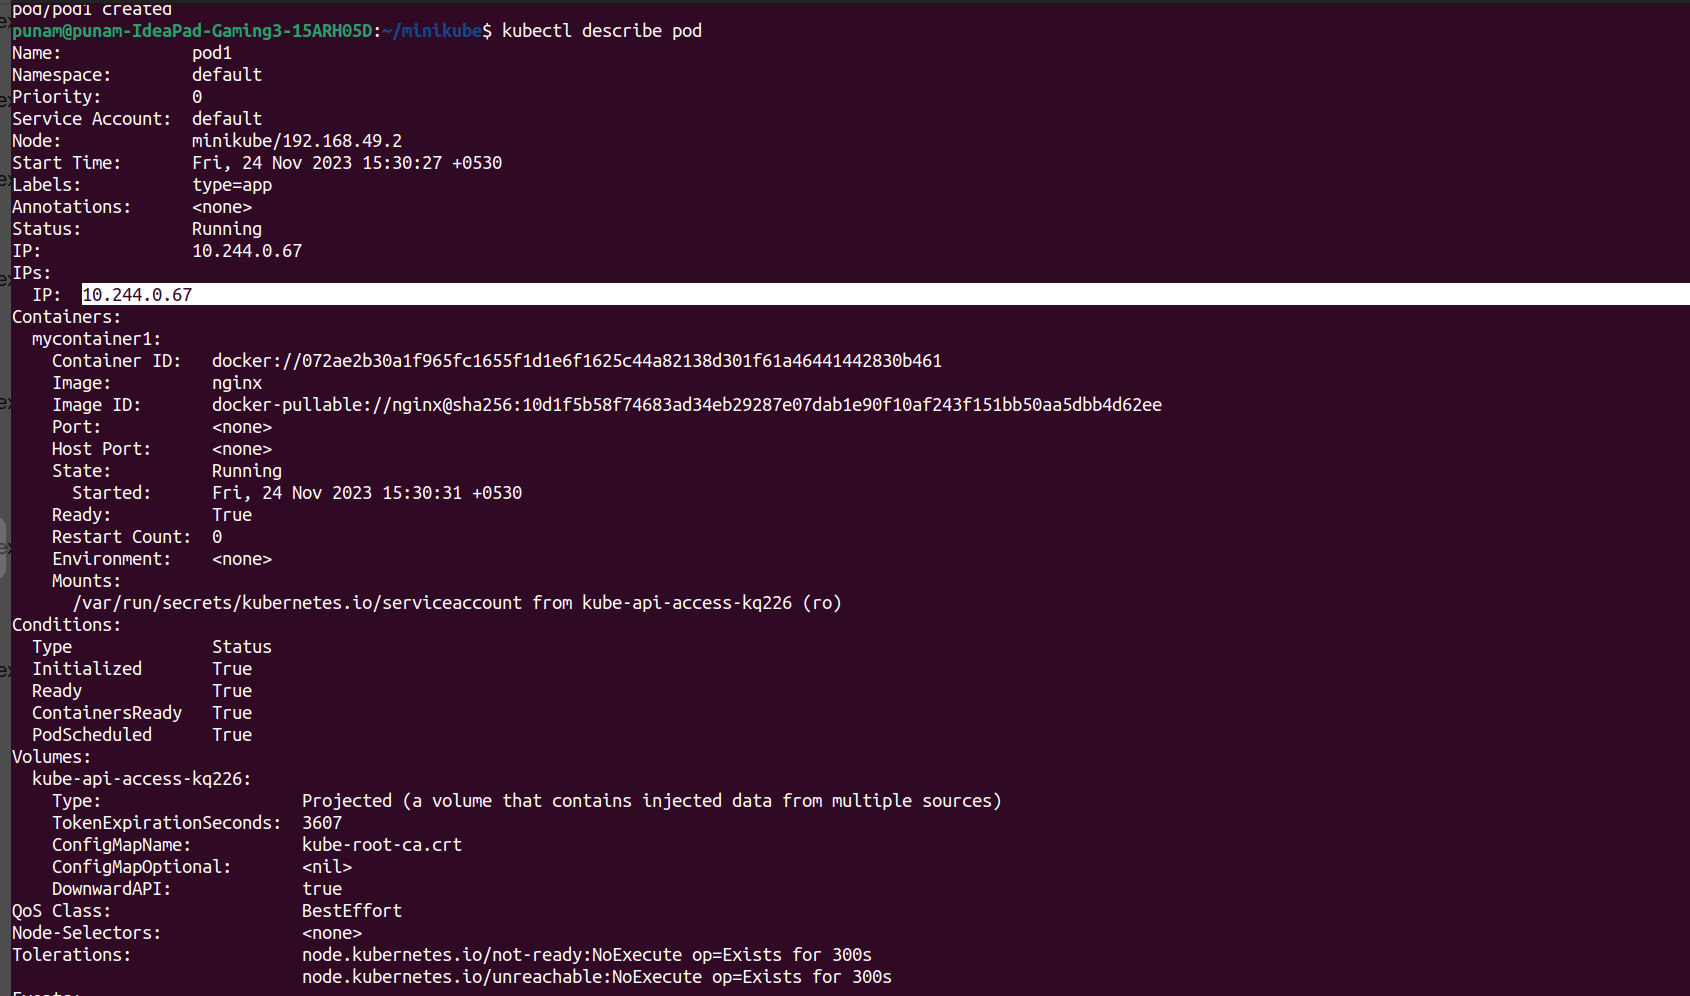 pod/pod1 created
punam@punam-IdeaPad-Gaming3-15ARH05D:~/minikube$ kubectl describe pod
Name:             pod1
Namespace:        default
Priority:         0
Service Account:  default
Node:             minikube/192.168.49.2
Start Time:       Fri, 24 Nov 2023 15:30:27 +0530
Labels:           type=app
Annotations:      <none>
Status:           Running
IP:               10.244.0.67
IPs:
  IP:  10.244.0.67
Containers:
  mycontainer1:
    Container ID:   docker://072ae2b30a1f965fc1655f1d1e6f1625c44a82138d301f61a46441442830b461
    Image:          nginx
    Image ID:       docker-pullable://nginx@sha256:10d1f5b58f74683ad34eb29287e07dab1e90f10af243f151bb50aa5dbb4d62ee
    Port:           <none>
    Host Port:      <none>
    State:          Running
      Started:      Fri, 24 Nov 2023 15:30:31 +0530
    Ready:          True
    Restart Count:  0
    Environment:    <none>
    Mounts:
      /var/run/secrets/kubernetes.io/serviceaccount from kube-api-access-kq226 (ro)
Conditions:
  Type              Status
  Initialized       True
  Ready             True
  ContainersReady   True
  PodScheduled      True
Volumes:
  kube-api-access-kq226:
    Type:                    Projected (a volume that contains injected data from multiple sources)
    TokenExpirationSeconds:  3607
    ConfigMapName:           kube-root-ca.crt
    ConfigMapOptional:       <nil>
    DownwardAPI:             true
QoS Class:                   BestEffort
Node-Selectors:              <none>
Tolerations:                 node.kubernetes.io/not-ready:NoExecute op=Exists for 300s
                             node.kubernetes.io/unreachable:NoExecute op=Exists for 300s
Events: